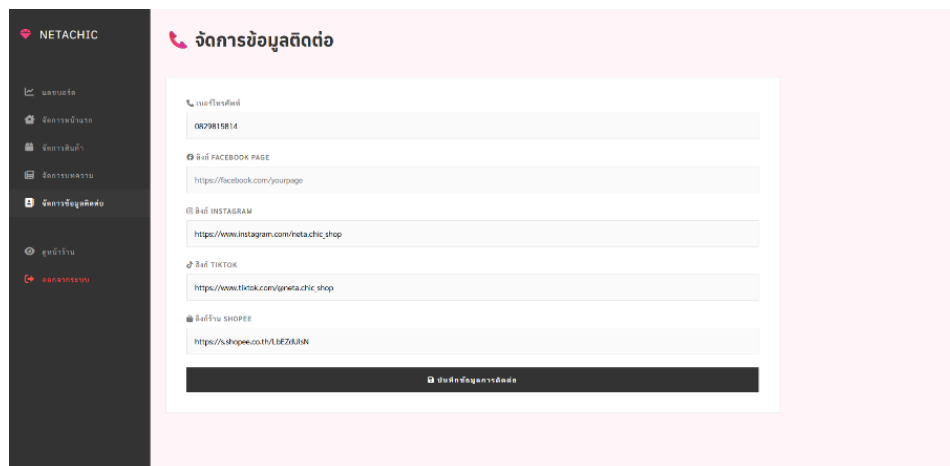 NETACHIC
จัดการข้อมูลติดต่อ
แดชบอร์ด
จัดการหน้าแรก
จัดการสินค้า
จัดการบทความ
จัดการข้อมูลติดต่อ
ดูหน้าร้าน
ออกจากระบบ
เบอร์โทรศัพท์
0829815814
ลิงก์ FACEBOOK PAGE
https://facebook.com/yourpage
ลิงก์ INSTAGRAM
https://www.instagram.com/neta.chic_shop
ลิงก์ TIKTOK
https://www.tiktok.com/@neta.chic_shop
ลิงก์ร้าน SHOPEE
https://s.shopee.co.th/LbEZdUlsN
บันทึกข้อมูลการติดต่อ